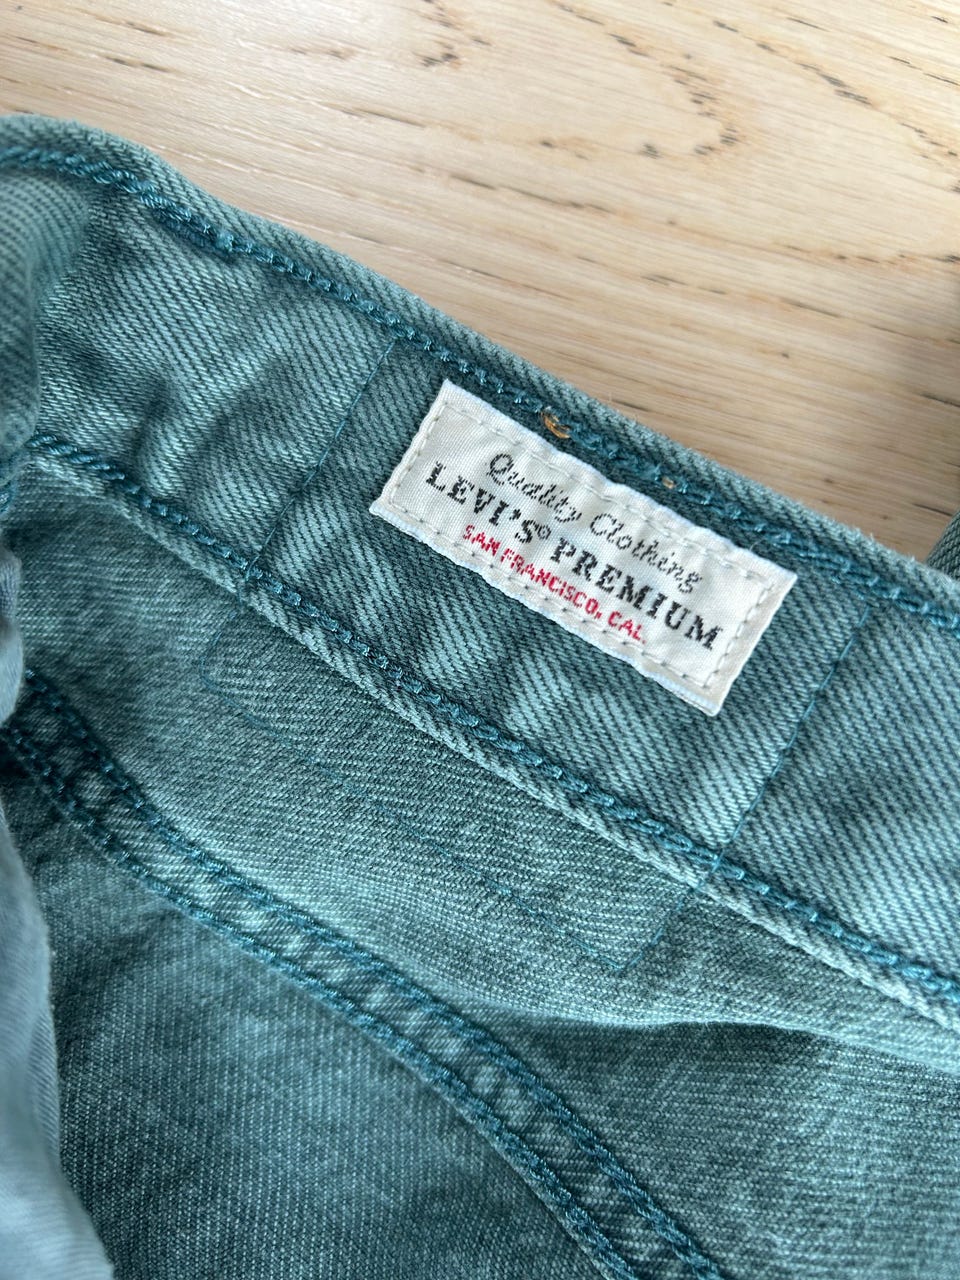 Quality Clothing
LEVI'S® PREMIUM
SAN FRANCISCO, CAL.